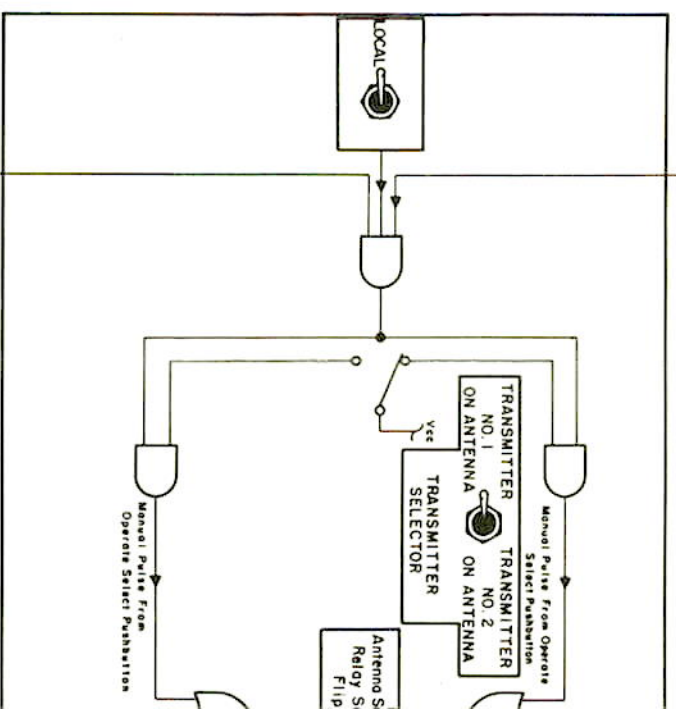 LOCAL
Vcc
TRANSMITTER
NO. 1
ON ANTENNA
TRANSMITTER
NO. 2
ON ANTENNA
TRANSMITTER
SELECTOR
Manual Pulse From Operate
Select Pushbutton
Manual Pulse From
Operate Select Pushbutton
Antenna
Relay